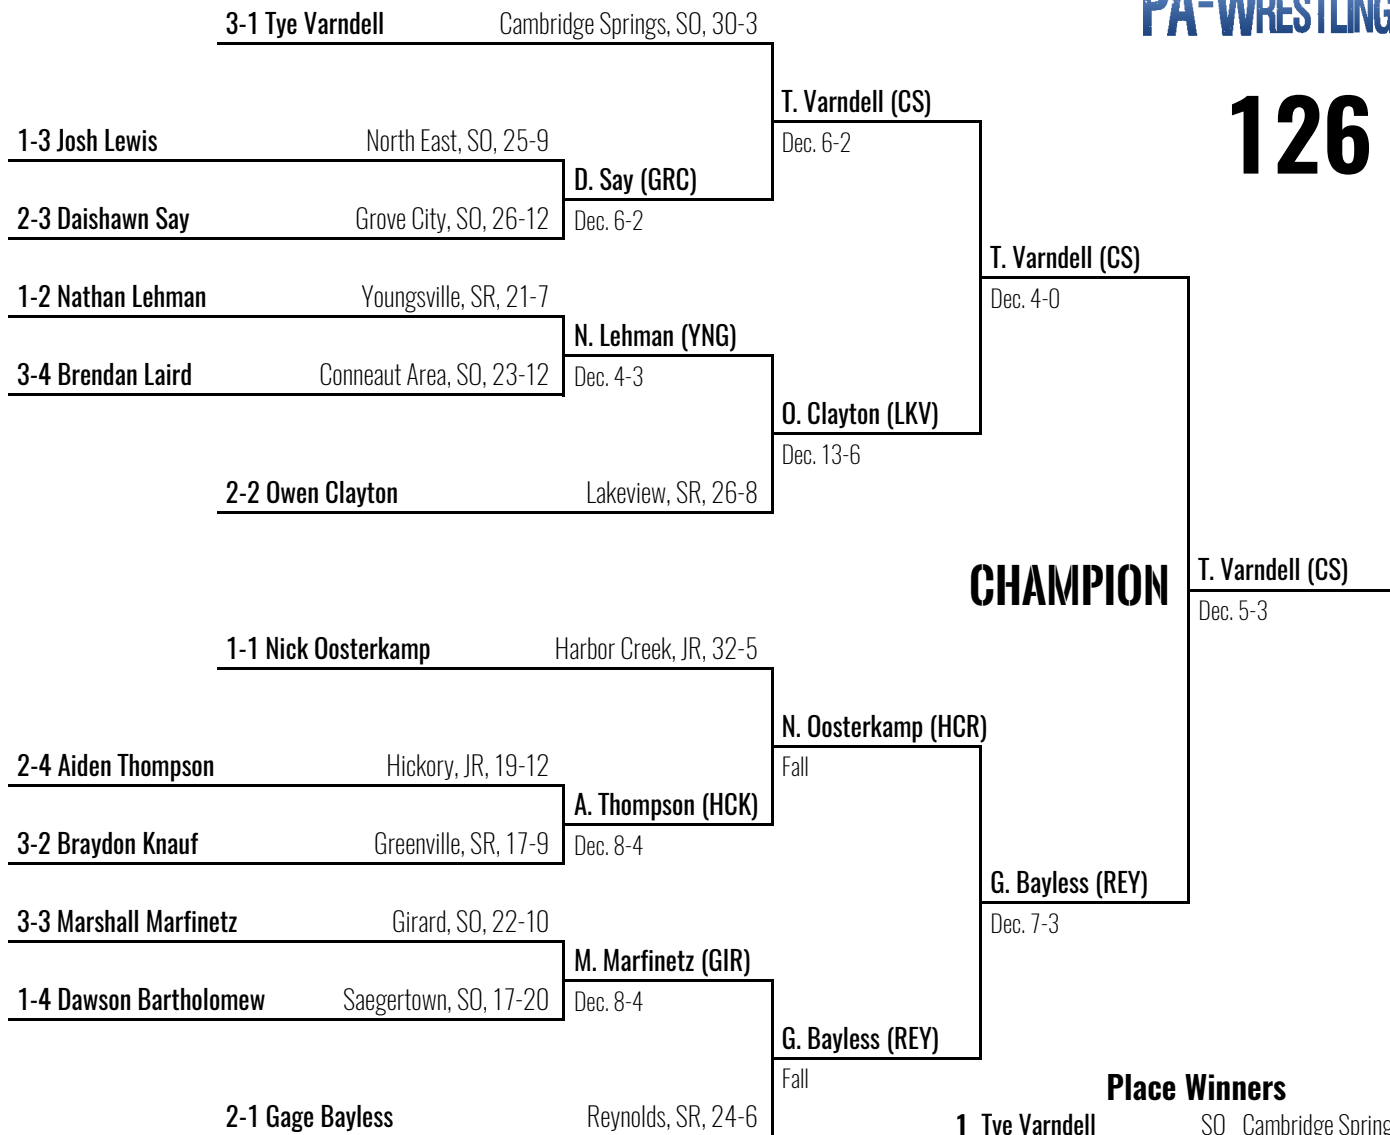 PA-WRESTLING
126
3-1 Tye Varndell Cambridge Springs, SO, 30-3
T. Varndell (CS)
Dec. 6-2
1-3 Josh Lewis North East, SO, 25-9
D. Say (GRC)
2-3 Daishawn Say Grove City, SO, 26-12
Dec. 6-2
T. Varndell (CS)
Dec. 4-0
1-2 Nathan Lehman Youngsville, SR, 21-7
N. Lehman (YNG)
3-4 Brendan Laird Conneaut Area, SO, 23-12
Dec. 4-3
O. Clayton (LKV)
Dec. 13-6
2-2 Owen Clayton Lakeview, SR, 26-8
CHAMPION
T. Varndell (CS)
Dec. 5-3
1-1 Nick Oosterkamp Harbor Creek, JR, 32-5
N. Oosterkamp (HCR)
Fall
2-4 Aiden Thompson Hickory, JR, 19-12
A. Thompson (HCK)
3-2 Braydon Knauf Greenville, SR, 17-9
Dec. 8-4
G. Bayless (REY)
Dec. 7-3
3-3 Marshall Marfinetz Girard, SO, 22-10
M. Marfinetz (GIR)
1-4 Dawson Bartholomew Saegertown, SO, 17-20
Dec. 8-4
G. Bayless (REY)
Fall
2-1 Gage Bayless Reynolds, SR, 24-6
Place Winners
1 Tye Varndell SO Cambridge Spring